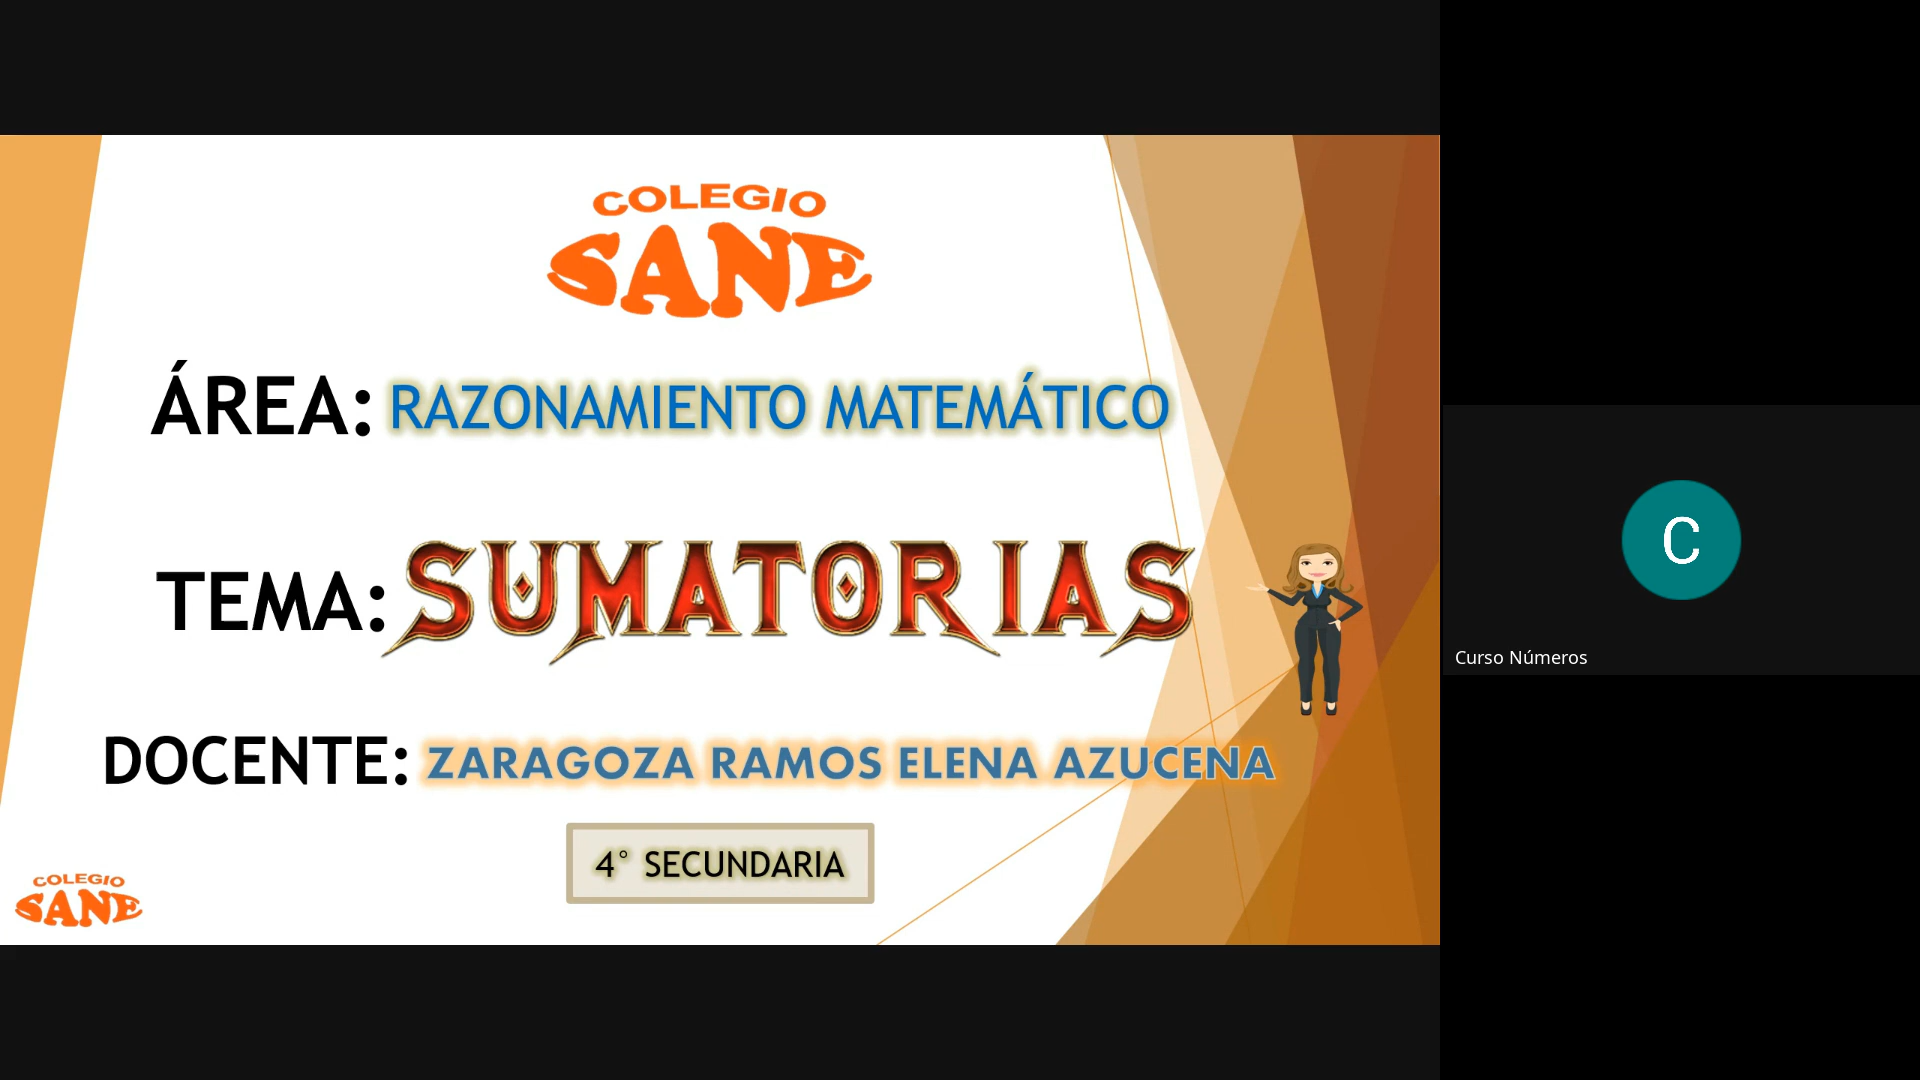 COLEGIO
SANE
ÁREA: RAZONAMIENTO MATEMÁTICO
TEMA: SUMATORIAS
DOCENTE: ZARAGOZA RAMOS ELENA AZUCENA
4° SECUNDARIA
COLEGIO
SANE
C
Curso Números